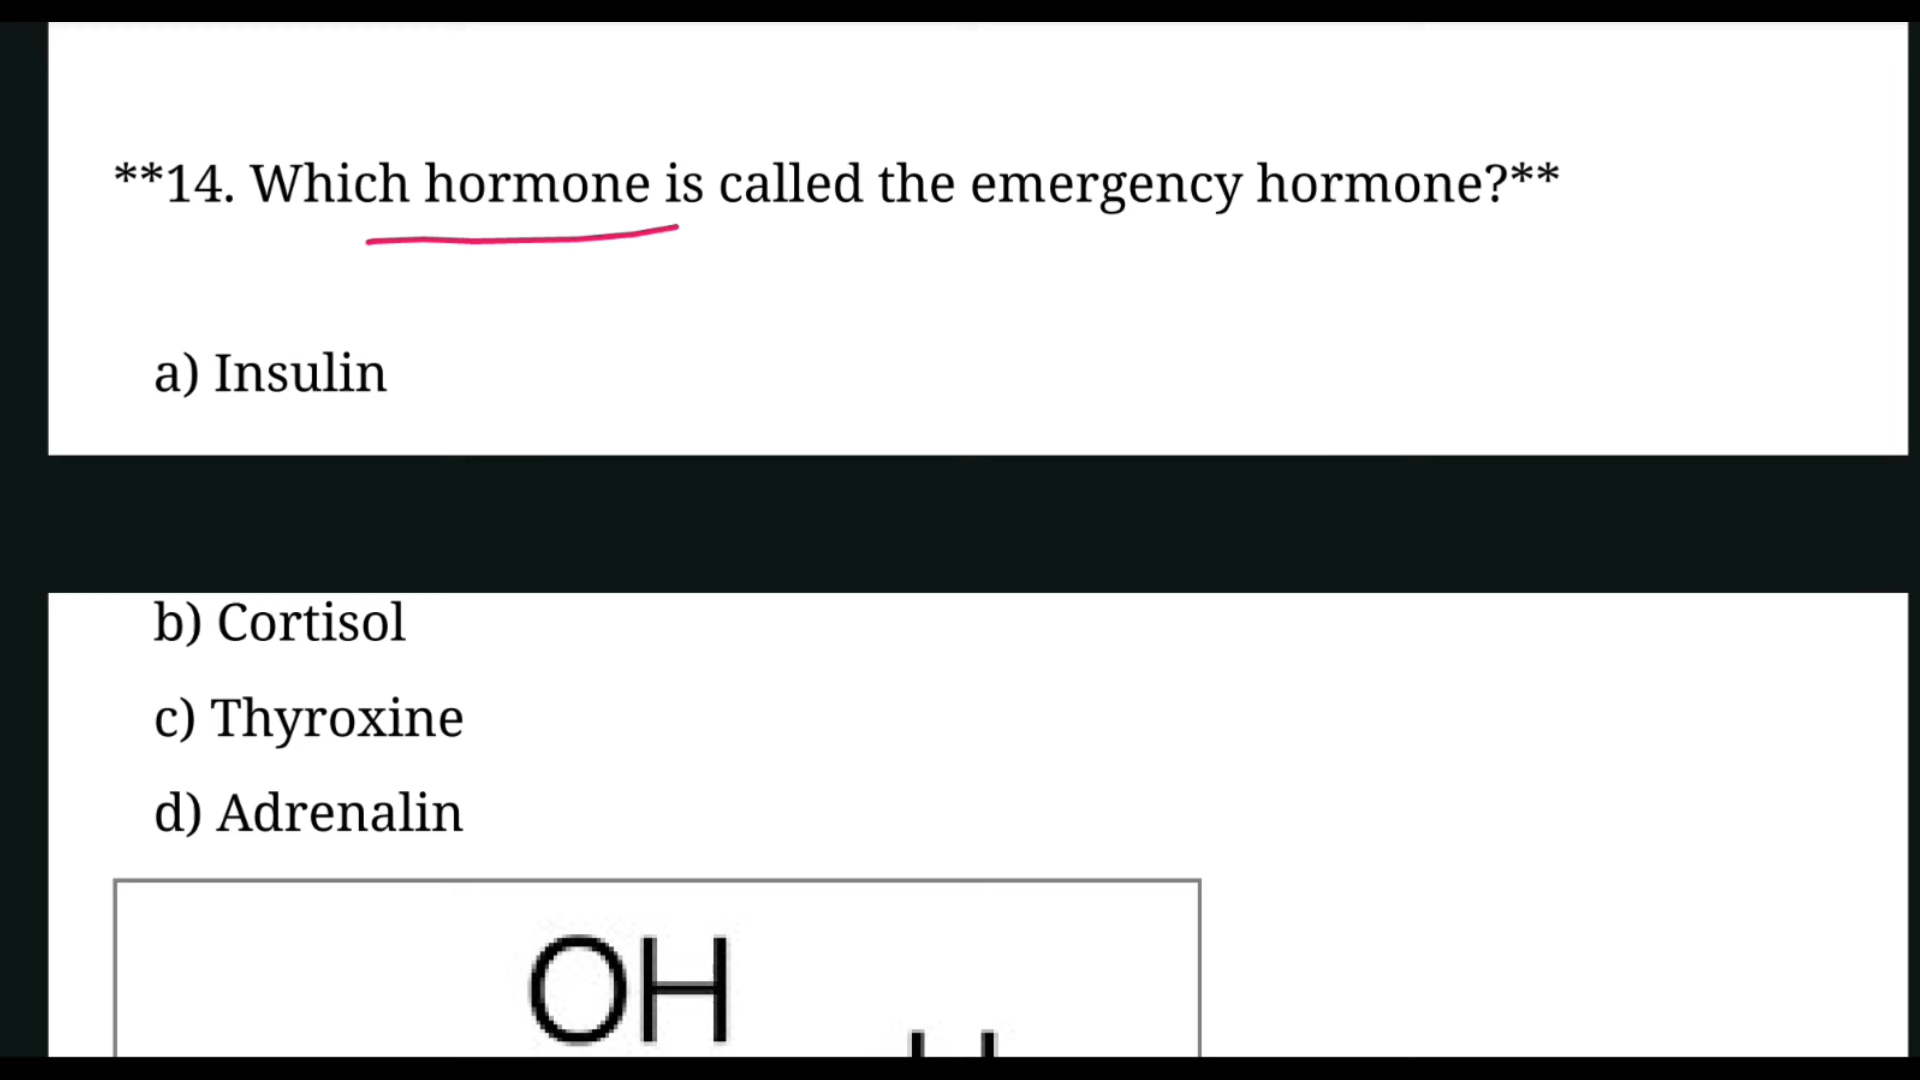 **14. Which hormone is called the emergency hormone?**
a) Insulin
b) Cortisol
c) Thyroxine
d) Adrenalin
OH